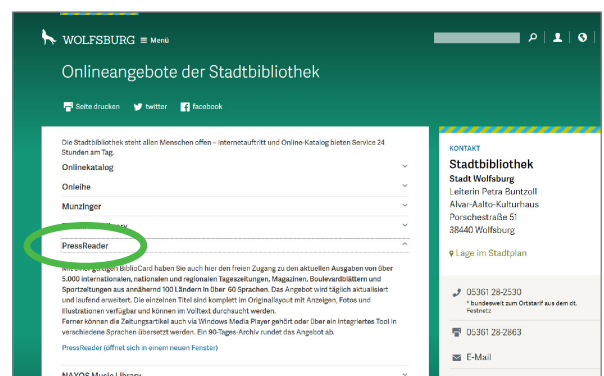 WOLFSBURG Menü
Onlineangebote der Stadtbibliothek
Seite drucken twitter facebook
Die Stadtbibliothek steht allen Menschen offen – Internetauftritt und Online-Katalog bieten Service 24
Stunden am Tag.
Onlinekatalog
Onleihe
Munzinger
Library
PressReader
Mit einer gültigen BiblioCard haben Sie auch hier den freien Zugang zu den aktuellen Ausgaben von über
5.000 internationalen, nationalen und regionalen Tageszeitungen, Magazinen, Boulevardblättern und
Sportzeitungen aus annähernd 100 Ländern in über 60 Sprachen. Das Angebot wird täglich aktualisiert
und laufend erweitert. Die einzelnen Titel sind komplett im Originallayout mit Anzeigen, Fotos und
Illustrationen verfügbar und können im Volltext durchsucht werden.
Ferner können die Zeitungsartikel auch via Windows Media Player gehört oder über ein integriertes Tool in
verschiedene Sprachen übersetzt werden. Ein 90-Tages-Archiv rundet das Angebot ab.
PressReader (öffnet sich in einem neuen Fenster)
NAXOS Music Library
KONTAKT
Stadtbibliothek
Stadt Wolfsburg
Leiterin Petra Buntzoll
Alvar-Aalto-Kulturhaus
Porschestraße 51
38440 Wolfsburg
Lage im Stadtplan
05361 28-2530
* bundesweit zum Ortstarif aus dem dt.
Festnetz
05361 28-2863
E-Mail